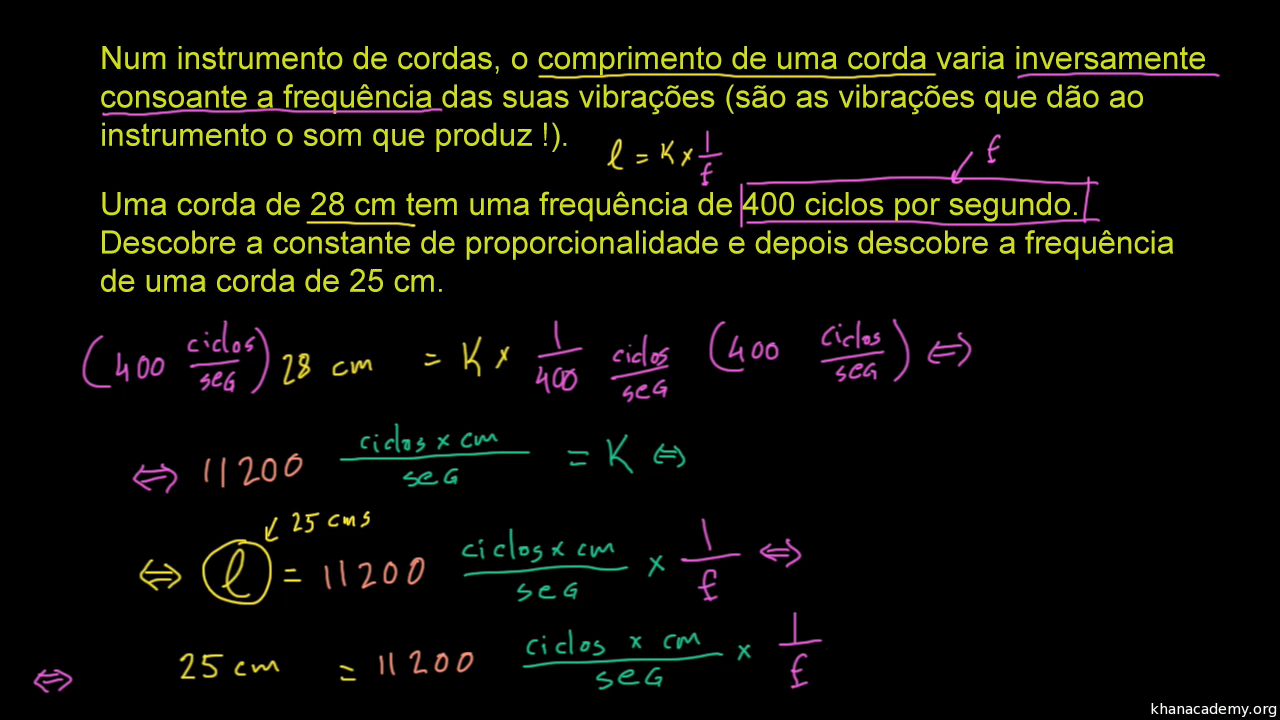 Num instrumento de cordas, o comprimento de uma corda varia inversamente
consoante a frequência das suas vibrações (são as vibrações que dão ao
instrumento o som que produz !).
l = K × 1/f
f
Uma corda de 28 cm tem uma frequência de 400 ciclos por segundo.
Descobre a constante de proporcionalidade e depois descobre a frequência
de uma corda de 25 cm.
(400 ciclos/seG) 28 cm = K × 1/400 ciclos/seG (400 ciclos/seG) ⇔
⇔ 11200 ciclos x cm/seG = K ⇔
25 cms
⇔ l = 11200 ciclos x cm/seG × 1/f ⇔
⇔ 25 cm = 11200 ciclos x cm/seG × 1/f
khanacademy.org